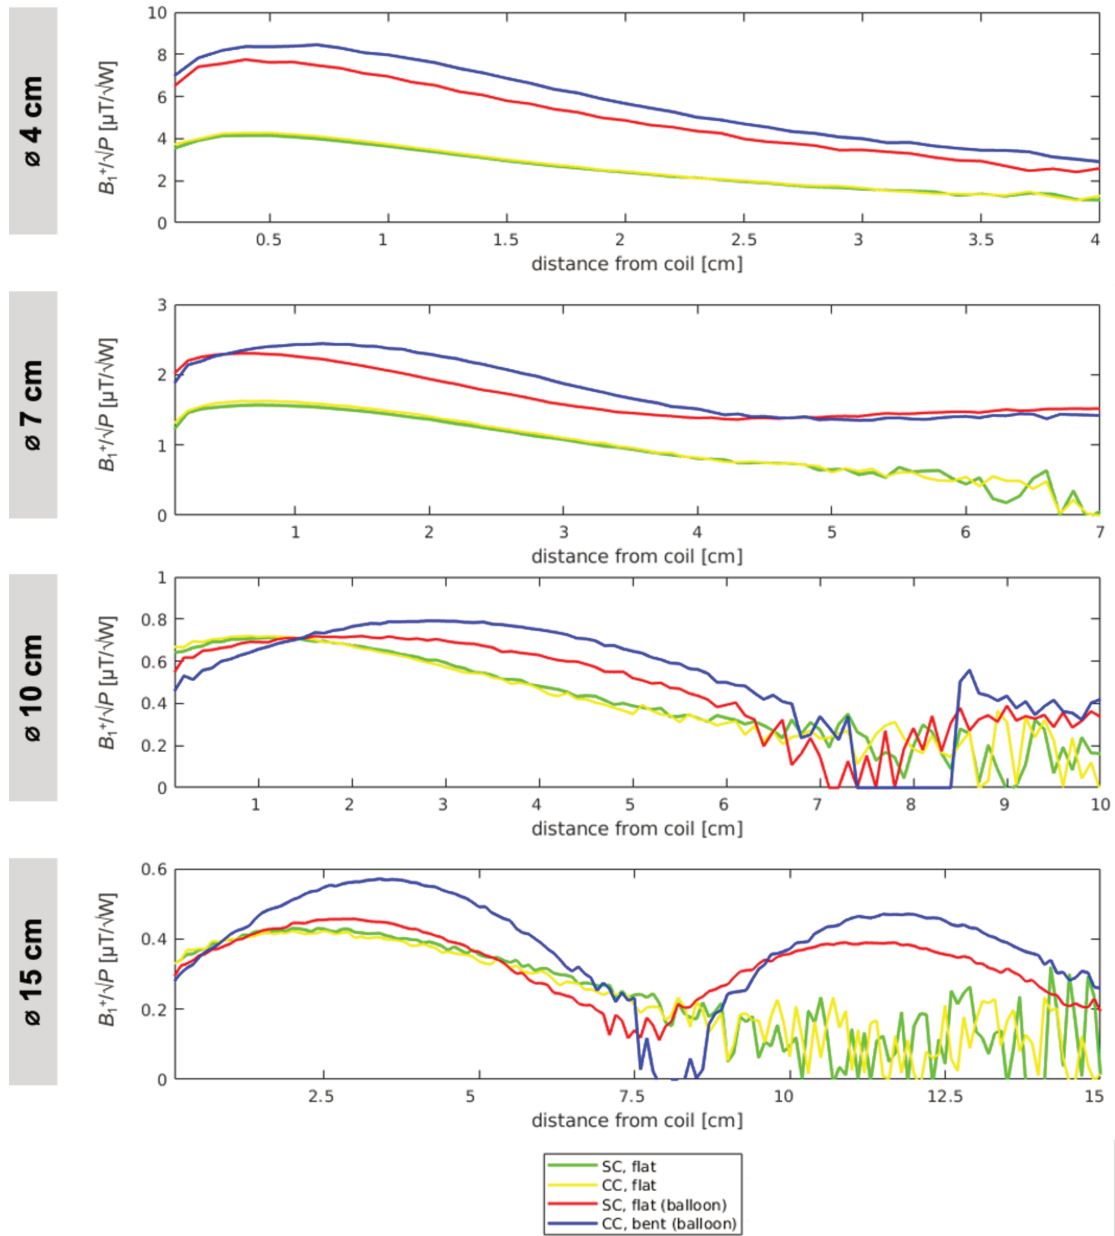 ø 4 cm
B₁⁺/√P [µT/√W]
10
8
6
4
2
0
0.5 1 1.5 2 2.5 3 3.5 4
distance from coil [cm]
ø 7 cm
B₁⁺/√P [µT/√W]
3
2
1
0
1 2 3 4 5 6 7
distance from coil [cm]
ø 10 cm
B₁⁺/√P [µT/√W]
1
0.8
0.6
0.4
0.2
0
1 2 3 4 5 6 7 8 9 10
distance from coil [cm]
ø 15 cm
B₁⁺/√P [µT/√W]
0.6
0.4
0.2
0
2.5 5 7.5 10 12.5 15
distance from coil [cm]
SC, flat
CC, flat
SC, flat (balloon)
CC, bent (balloon)